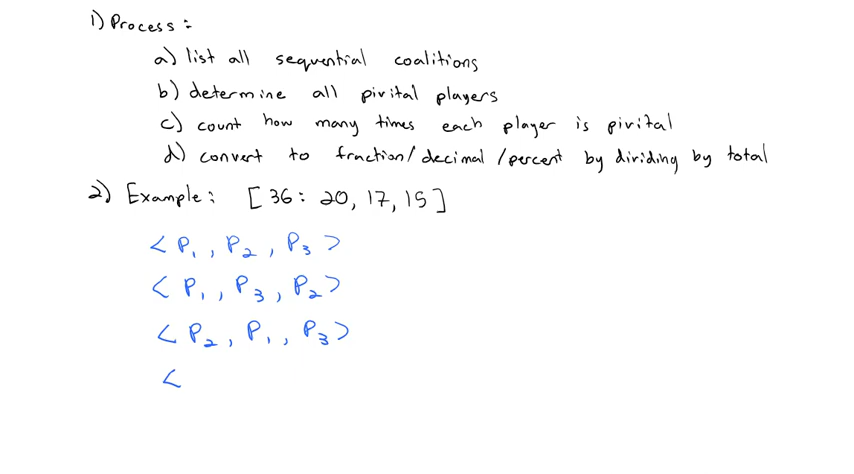 1) Process:
a) list all sequential coalitions
b) determine all pivital players
c) count how many times each player is pivital
d) convert to fraction/decimal/percent by dividing by total
2) Example: [36: 20, 17, 15]
<P₁, P₂, P₃>
<P₁, P₃, P₂>
<P₂, P₁, P₃>
<